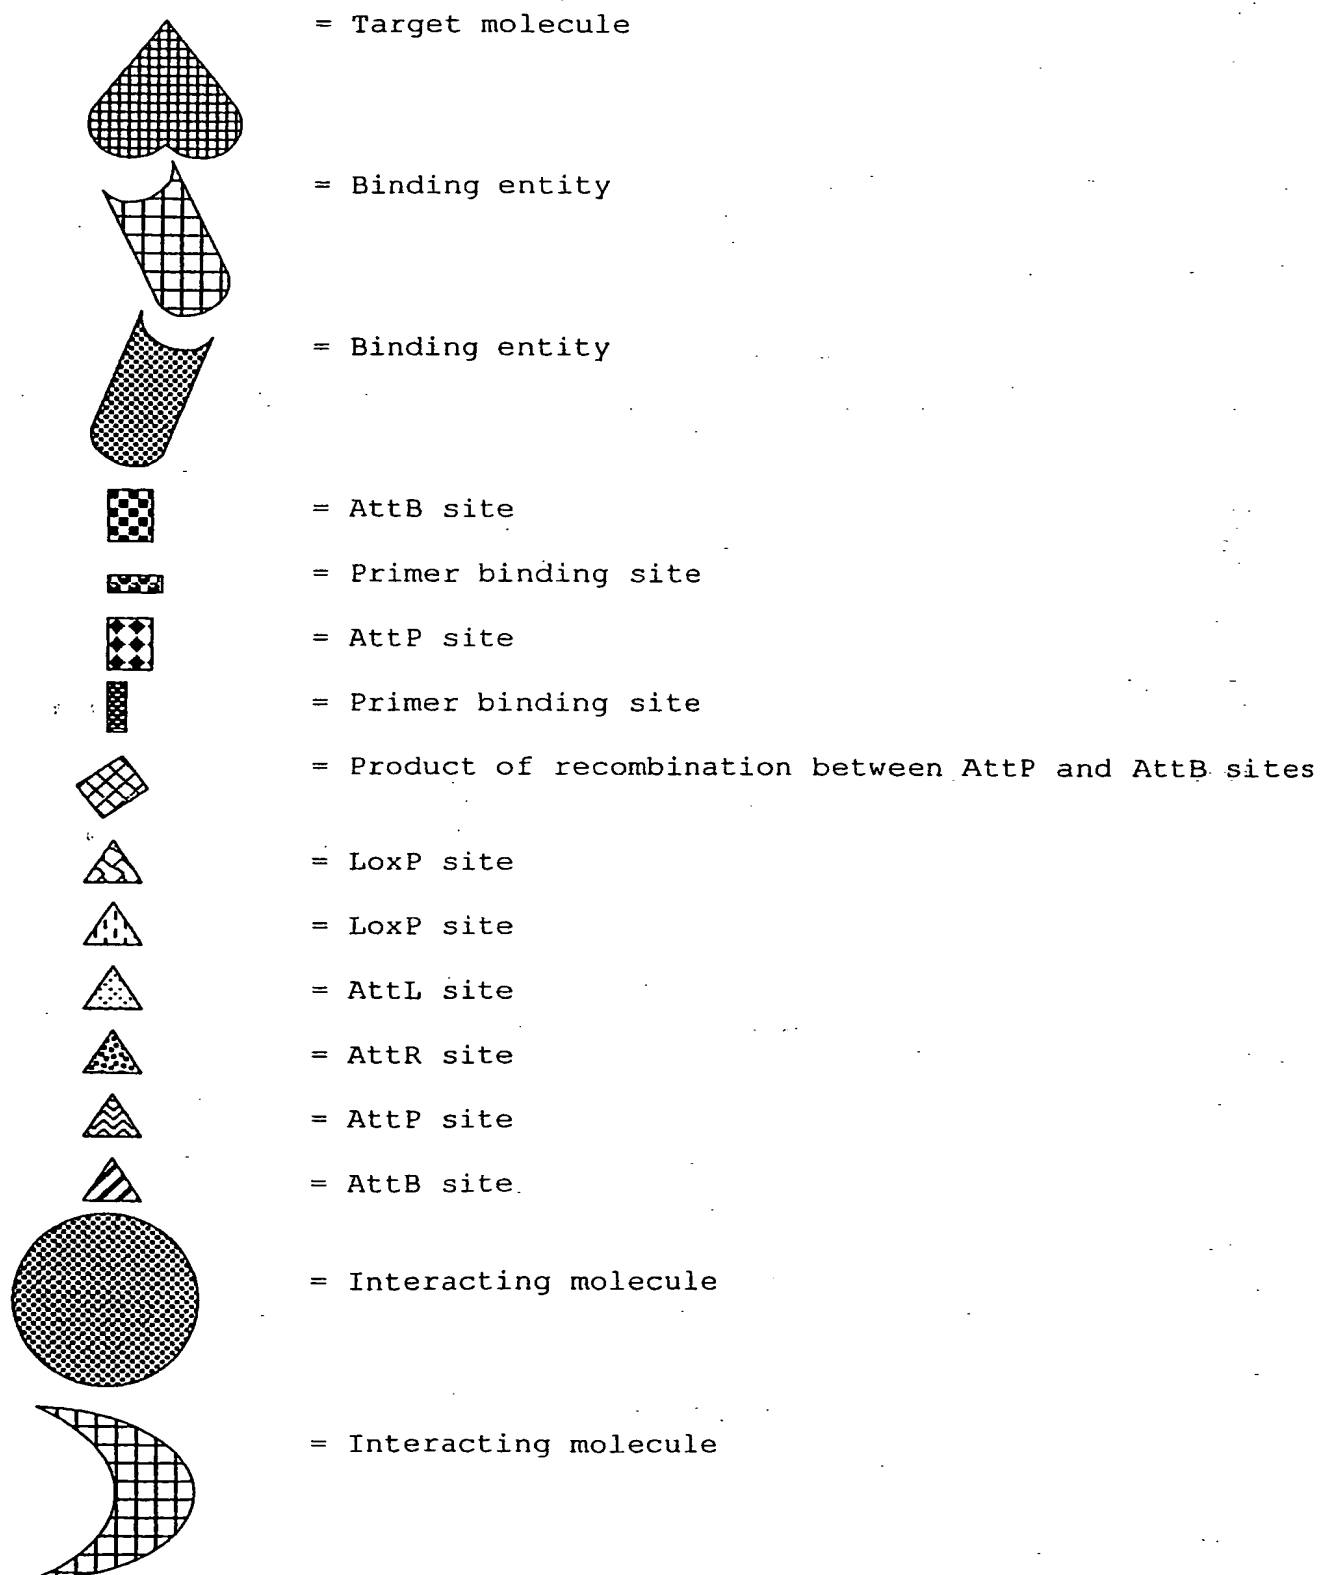 = Target molecule
= Binding entity
= Binding entity
= AttB site
= Primer binding site
= AttP site
= Primer binding site
= Product of recombination between AttP and AttB sites
= LoxP site
= LoxP site
= AttL site
= AttR site
= AttP site
= AttB site
= Interacting molecule
= Interacting molecule